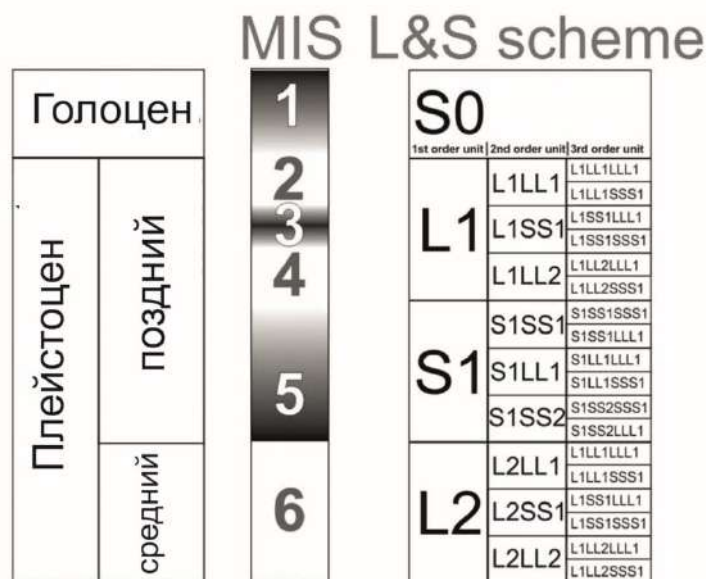 MIS L&S scheme
Голоцен
Плейстоцен
поздний
средний
1
2
3
4
5
6
S0
1st order unit 2nd order unit 3rd order unit
L1
L1LL1
L1LL1LLL1
L1LL1SSS1
L1SS1
L1SS1LLL1
L1SS1SSS1
L1LL2
L1LL2LLL1
L1LL2SSS1
S1
S1SS1
S1SS1SSS1
S1SS1LLL1
S1LL1
S1LL1LLL1
S1LL1SSS1
S1SS2
S1SS2SSS1
S1SS2LLL1
L2
L2LL1
L1LL1LLL1
L1LL1SSS1
L2SS1
L1SS1LLL1
L1SS1SSS1
L2LL2
L1LL2LLL1
L1LL2SSS1